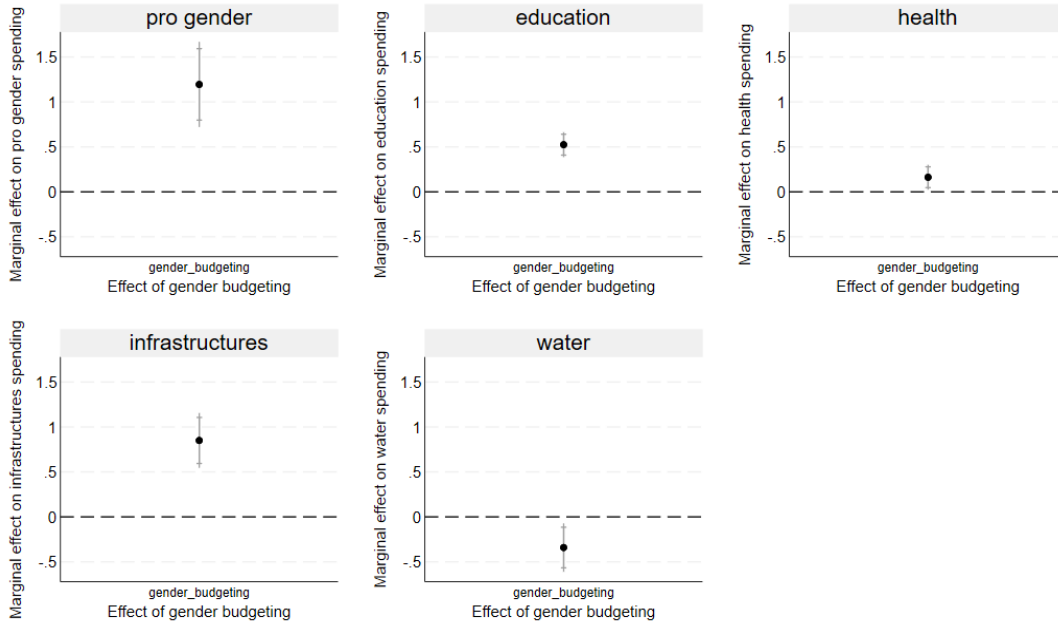 pro gender
Marginal effect on pro gender spending
1.5
1
.5
0
-.5
gender_budgeting
Effect of gender budgeting
education
Marginal effect on education spending
1.5
1
.5
0
-.5
gender_budgeting
Effect of gender budgeting
health
Marginal effect on health spending
1.5
1
.5
0
-.5
gender_budgeting
Effect of gender budgeting
infrastructures
Marginal effect on infrastructures spending
1.5
1
.5
0
-.5
gender_budgeting
Effect of gender budgeting
water
Marginal effect on water spending
1.5
1
.5
0
-.5
gender_budgeting
Effect of gender budgeting